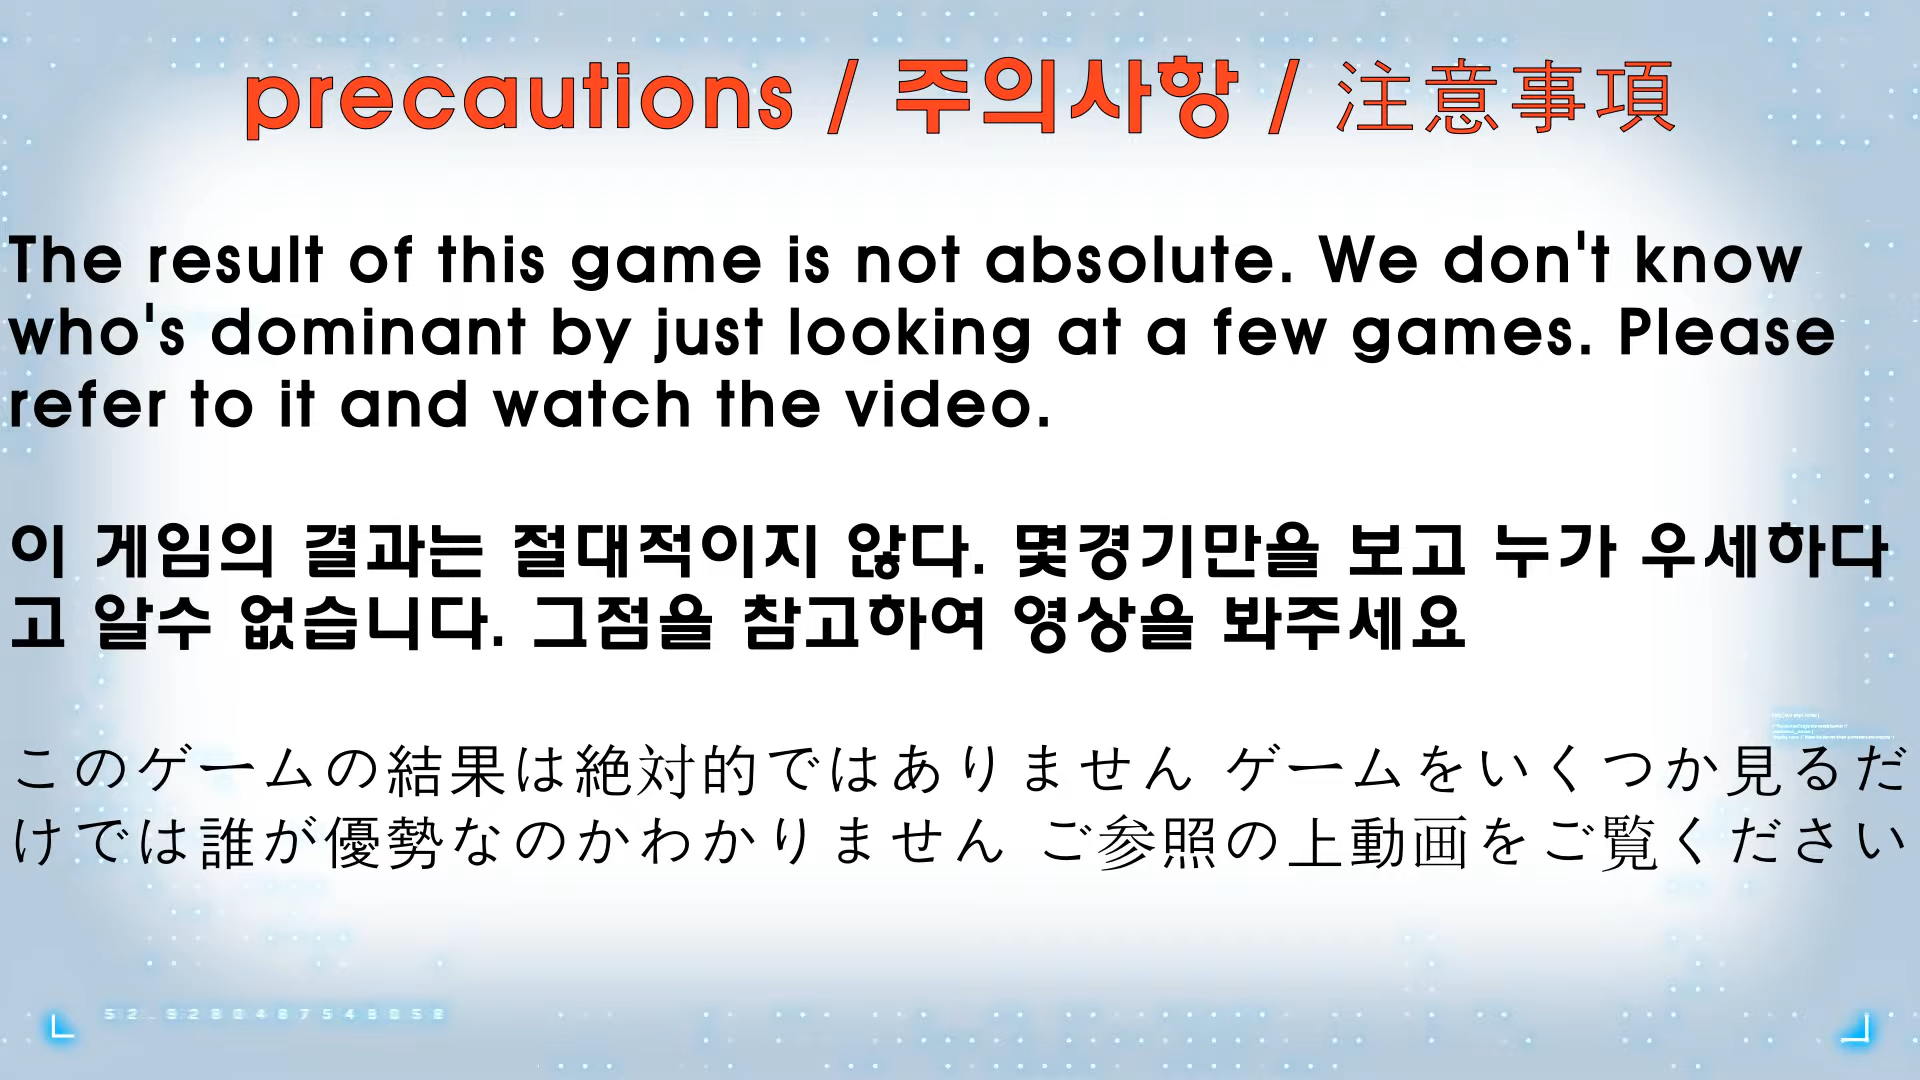 precautions / 주의사항 / 注意事項
The result of this game is not absolute. We don't know
who's dominant by just looking at a few games. Please
refer to it and watch the video.
이 게임의 결과는 절대적이지 않다. 몇경기만을 보고 누가 우세하다
고 알수 없습니다. 그점을 참고하여 영상을 봐주세요
このゲームの結果は絶対的ではありません ゲームをいくつか見るだ
けでは誰が優勢なのかわかりません ご参照の上動画をご覧ください